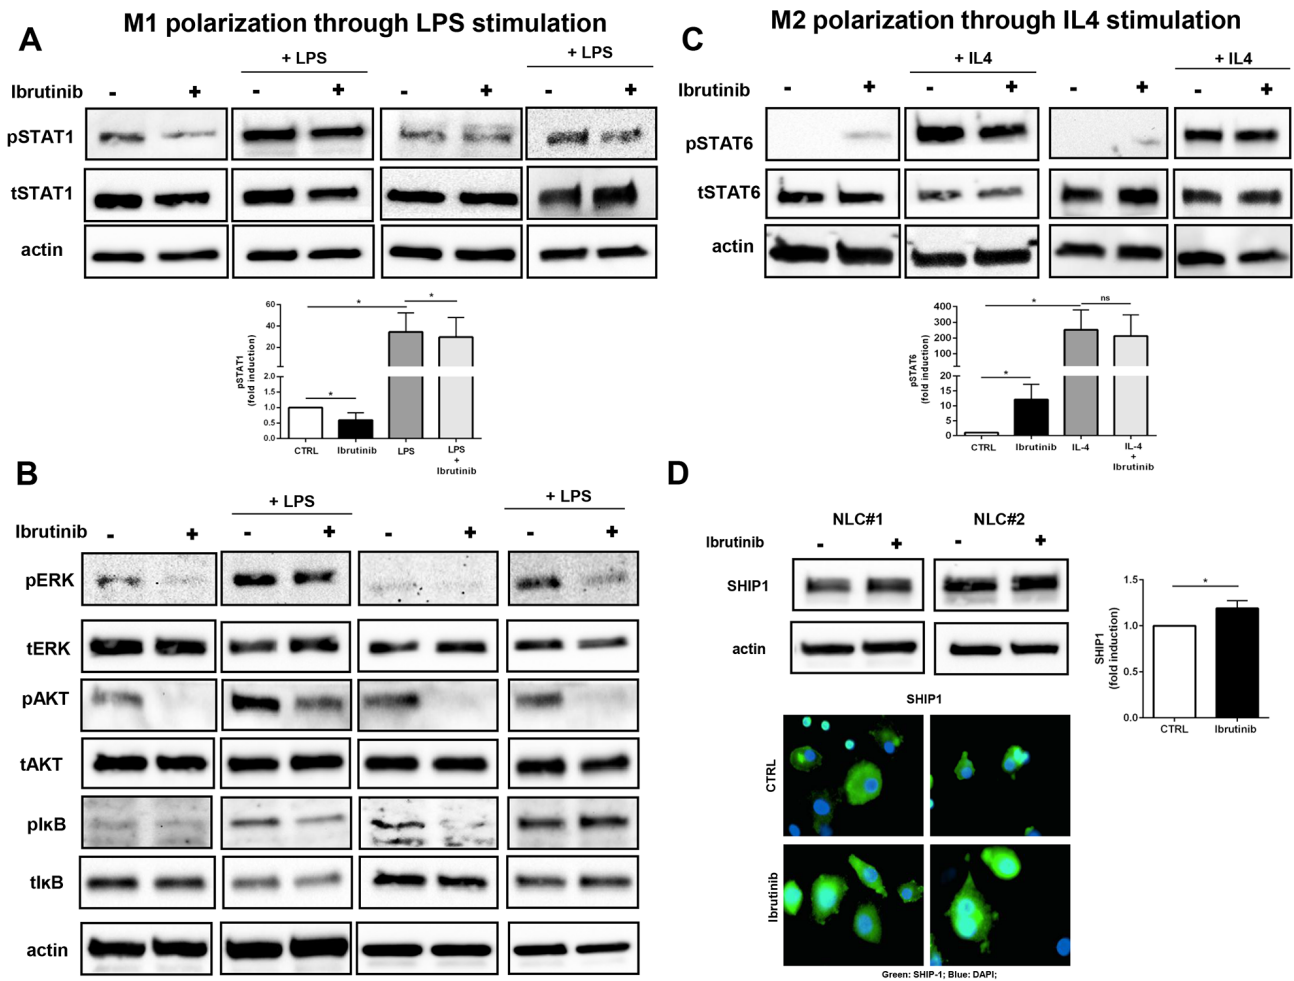 M1 polarization through LPS stimulation
A
+ LPS
+ LPS
Ibrutinib - + - + - + - +
pSTAT1
tSTAT1
actin
pSTAT1
(fold induction)
60
40
20
2.0
1.5
1.0
0.5
0.0
*
*
*
CTRL Ibrutinib LPS LPS
+
Ibrutinib
M2 polarization through IL4 stimulation
C
+ IL4
+ IL4
Ibrutinib - + - + - + - +
pSTAT6
tSTAT6
actin
pSTAT6
(fold induction)
400
300
200
100
20
15
10
5
0
*
*
ns
CTRL Ibrutinib IL-4 IL-4
+
Ibrutinib
B
+ LPS
+ LPS
Ibrutinib - + - + - + - +
pERK
tERK
pAKT
tAKT
pIκB
tIκB
actin
D
NLC#1 NLC#2
Ibrutinib - + - +
SHIP1
actin
SHIP1
(fold induction)
1.5
1.0
0.5
0.0
*
CTRL Ibrutinib
SHIP1
CTRL
Ibrutinib
Green: SHIP-1; Blue: DAPI;